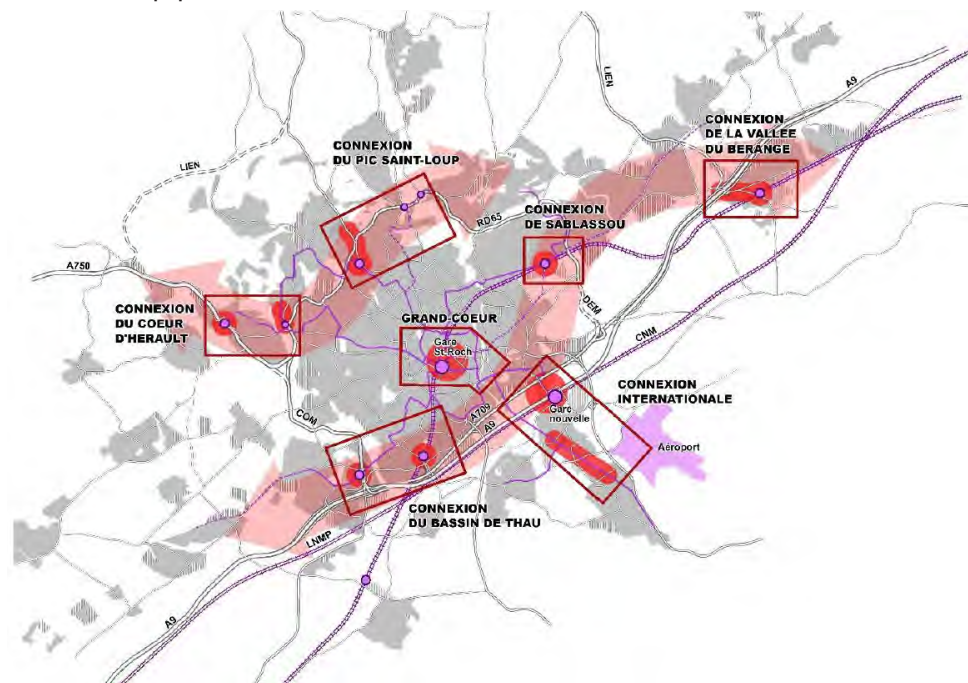 LIEN
A9
CONNEXION
DE LA VALLÉE
DU BERANGE
CONNEXION
DU PIC SAINT-LOUP
LIEN
RD65
CONNEXION
DE SABLASSOU
A750
CONNEXION
DU COEUR
D'HERAULT
GRAND-COEUR
Gare
St Roch
DEM
CNM
CONNEXION
INTERNATIONALE
Gare
nouvelle
Aéroport
COM
A709
A9
CONNEXION
DU BASSIN DE THAU
LNMP
A9